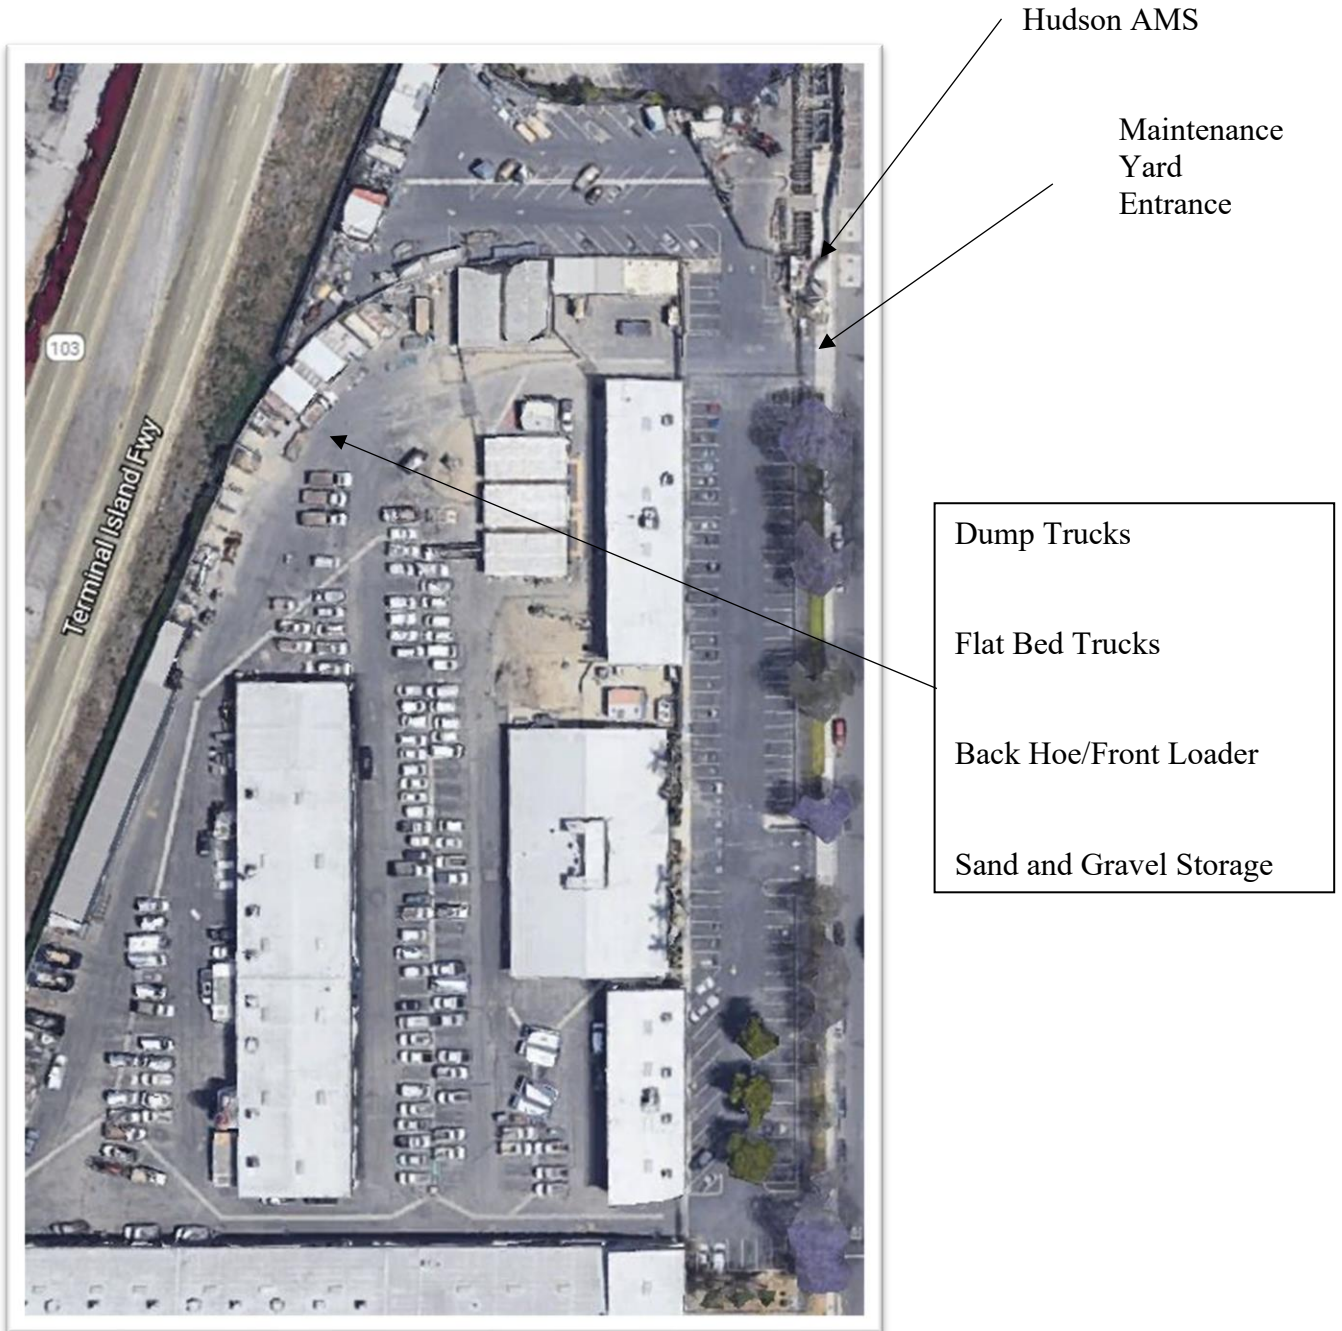 Hudson AMS
Maintenance
Yard
Entrance
103
Terminal Island Fwy
Dump Trucks
Flat Bed Trucks
Back Hoe/Front Loader
Sand and Gravel Storage